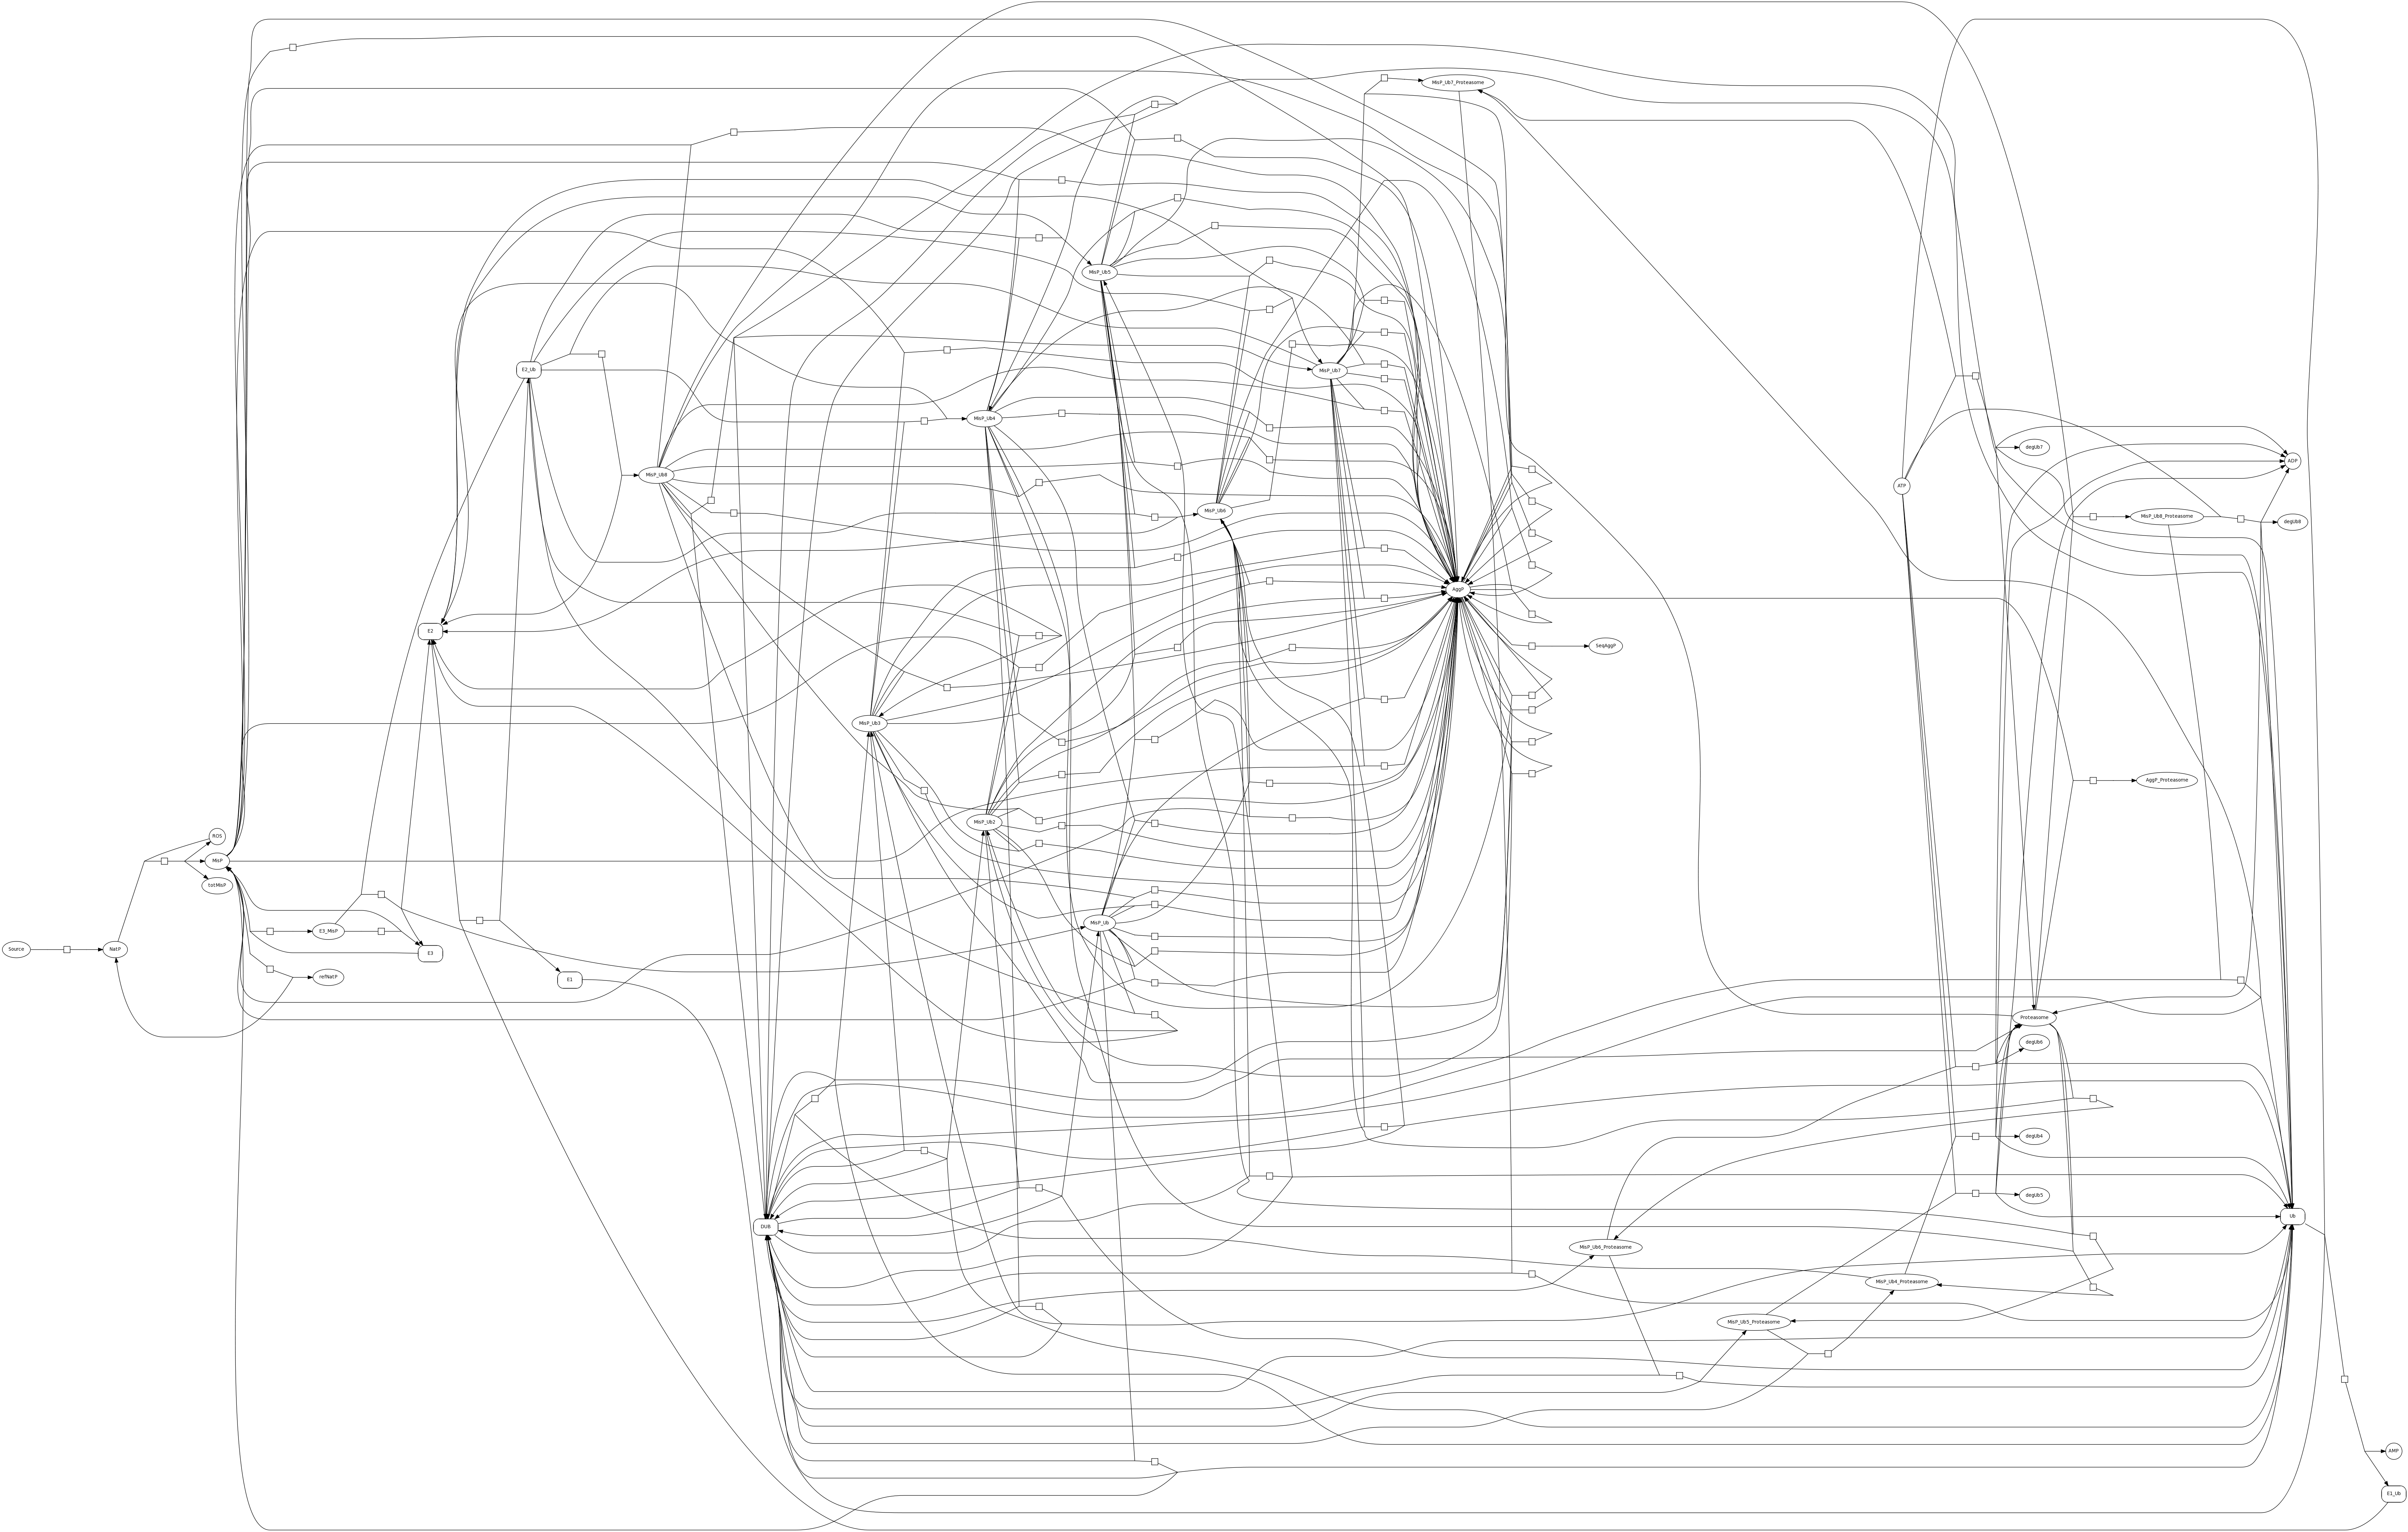 MisP_Ub7_Proteasome
MisP_Ub5
E2_Ub
MisP_Ub7
MisP_Ub4
degUb7
ADP
MisP_Ub8
ATP
MisP_Ub6
MisP_Ub8_Proteasome
degUb8
AggP
E2
SeqAggP
MisP_Ub3
AggP_Proteasome
MisP_Ub2
ROS
MisP
totMisP
MisP_Ub
E3_MisP
Source
NatP
E3
refNatP
E1
Proteasome
degUb6
degUb4
degUb5
Ub
DUB
MisP_Ub6_Proteasome
MisP_Ub4_Proteasome
MisP_Ub5_Proteasome
AMP
E1_Ub